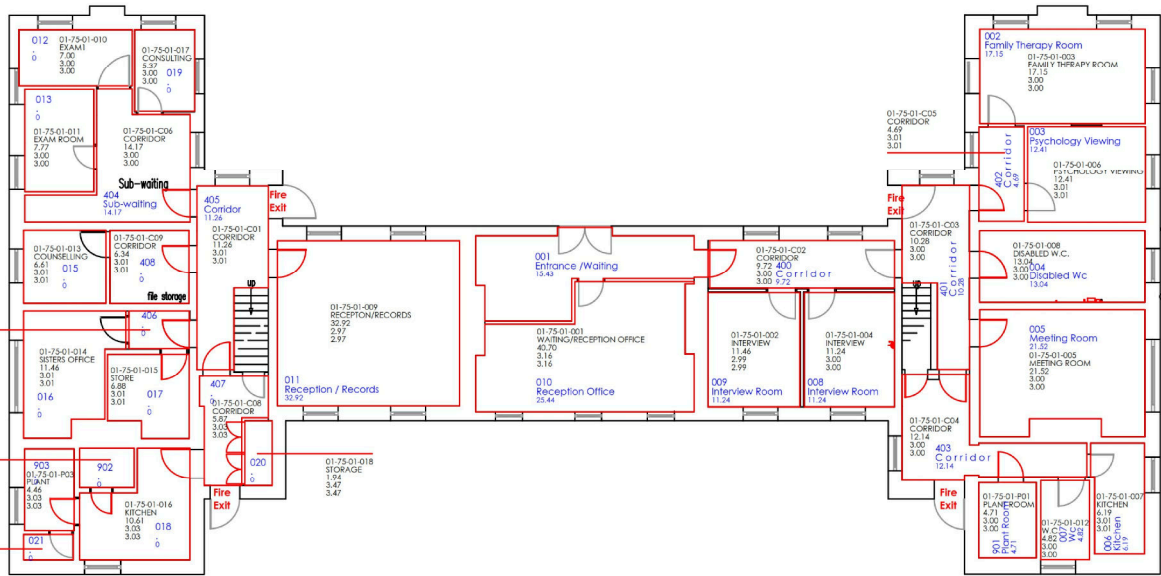 012
.0
01-75-01-010
EXAM1
7.00
3.00
3.00
01-75-01-017
CONSULTING
5.37
3.00
3.00
019
.0
013
.0
01-75-01-011
EXAM ROOM
7.77
3.00
3.00
01-75-01-C06
CORRIDOR
14.17
3.00
3.00
Sub-waiting
404
Sub-waiting
14.17
405
Corridor
11.26
01-75-01-C01
CORRIDOR
11.26
3.01
3.01
up
Fire
Exit
01-75-01-013
COUNSELLING
6.61
3.01
3.01
015
.0
01-75-01-C09
CORRIDOR
6.34
3.01
3.01
408
.0
file storage
406
.0
01-75-01-014
SISTERS OFFICE
11.46
3.01
3.01
016
.0
01-75-01-015
STORE
6.88
3.01
3.01
017
.0
407
01-75-01-C08
CORRIDOR
5.87
3.03
3.03
020
.0
01-75-01-018
STORAGE
1.94
3.47
3.47
Fire
Exit
903
01-75-01-P03
PLANT
4.46
3.03
3.03
902
.0
01-75-01-016
KITCHEN
10.61
3.03
3.03
018
.0
021
.0
01-75-01-009
RECEPTON/RECORDS
32.92
2.97
2.97
011
Reception / Records
32.92
001
Entrance /Waiting
15.43
01-75-01-001
WAITING/RECEPTION OFFICE
40.70
3.16
3.16
010
Reception Office
25.44
01-75-01-C02
CORRIDOR
9.72
3.00
3.00
400
Corridor
9.72
01-75-01-002
INTERVIEW
11.46
2.99
2.99
009
Interview Room
11.24
01-75-01-004
INTERVIEW
11.24
3.00
3.00
008
Interview Room
11.24
01-75-01-C05
CORRIDOR
4.69
3.01
3.01
Fire
Exit
002
Family Therapy Room
17.15
01-75-01-003
FAMILY THERAPY ROOM
17.15
3.00
3.00
402
Corridor
4.69
003
Psychology Viewing
12.41
01-75-01-006
PSYCHOLOGY VIEWING
12.41
3.01
3.01
01-75-01-C03
CORRIDOR
10.28
3.00
3.00
401
Corridor
10.28
up
01-75-01-008
DISABLED W.C.
13.04
3.00
3.00
004
Disabled Wc
13.04
005
Meeting Room
21.52
01-75-01-005
MEETING ROOM
21.52
3.00
3.00
01-75-01-C04
CORRIDOR
12.14
3.00
3.00
403
Corridor
12.14
Fire
Exit
01-75-01-P01
PLANTROOM
4.71
3.00
3.00
901
Plant Room
4.71
01-75-01-012
W.C
4.82
3.00
3.00
007
Wc
4.82
01-75-01-007
KITCHEN
6.19
3.01
3.01
006
Kitchen
6.19